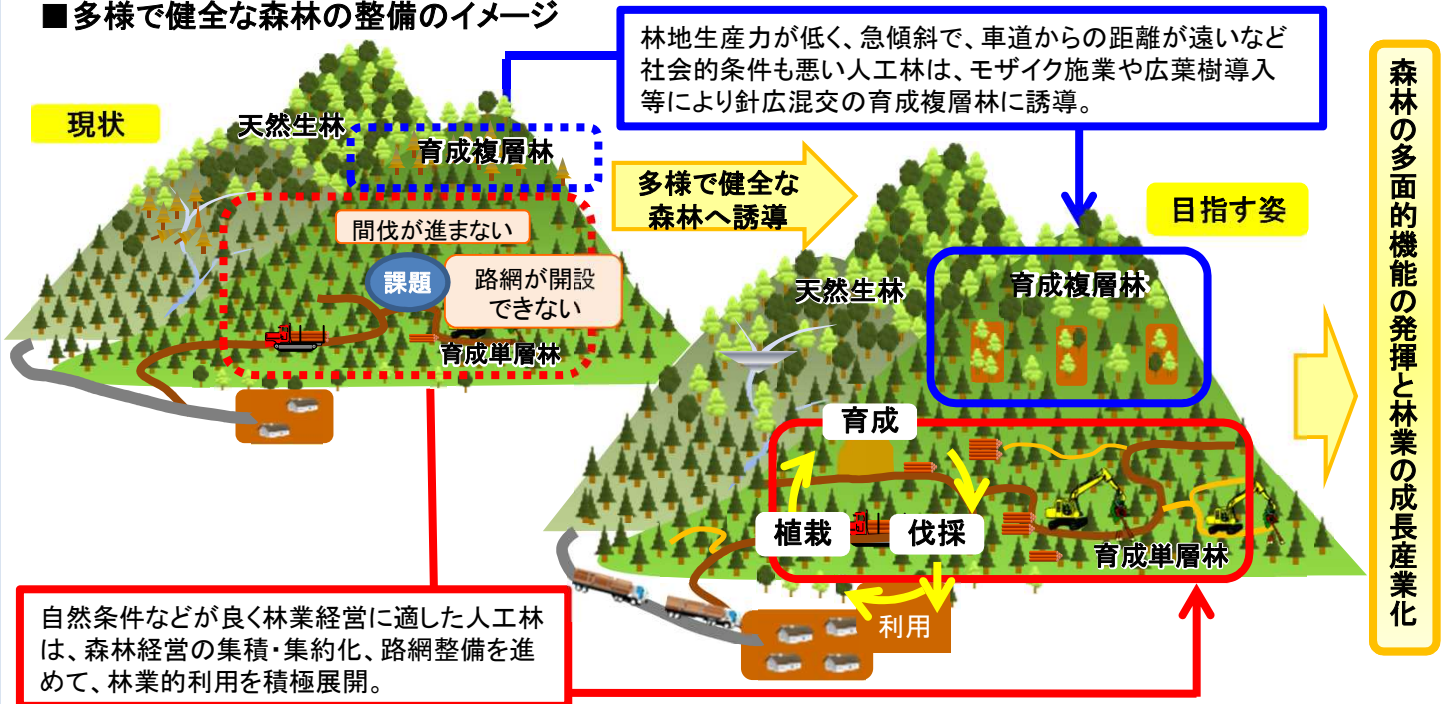 ■多様で健全な森林の整備のイメージ
林地生産力が低く、急傾斜で、車道からの距離が遠いなど
社会的条件も悪い人工林は、モザイク施業や広葉樹導入
等により針広混交の育成複層林に誘導。
現状
天然生林
育成複層林
間伐が進まない
課題
路網が開設
できない
育成単層林
多様で健全な
森林へ誘導
目指す姿
天然生林
育成複層林
育成
植栽
伐採
育成単層林
利用
自然条件などが良く林業経営に適した人工林
は、森林経営の集積・集約化、路網整備を進
めて、林業的利用を積極展開。
森林の多面的機能の発揮と林業の成長産業化